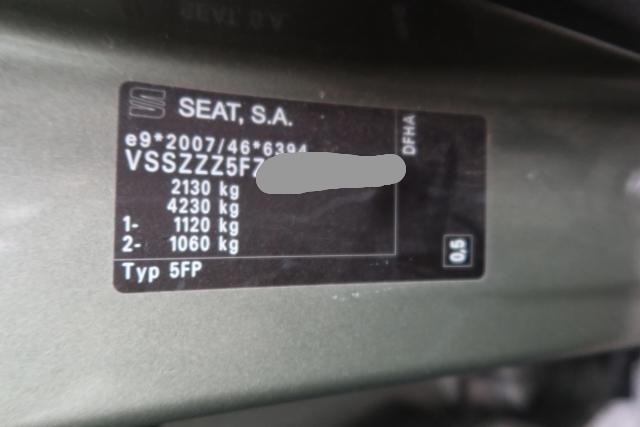 SEAT, S.A.
e9*2007/46*6394
VSSZZZ5FZ
2130 kg
4230 kg
1- 1120 kg
2- 1060 kg
Typ 5FP
DFHA
0,5